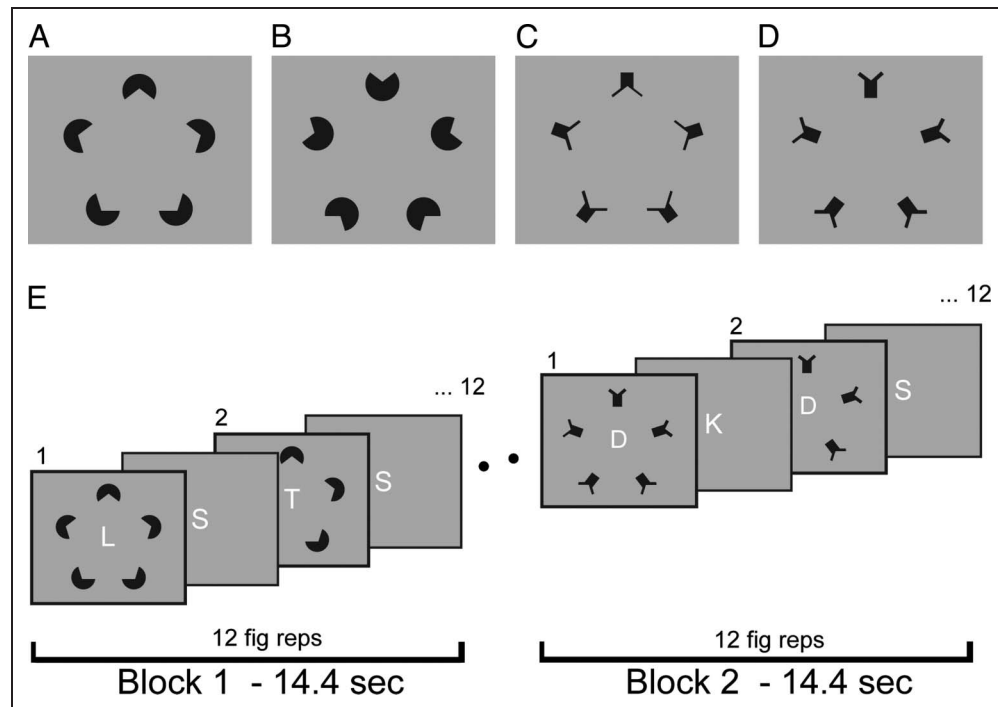 A B C D
E
... 12
2
1
... 12
2
1
D K D S
L S T S
12 fig reps
12 fig reps
Block 1 - 14.4 sec
Block 2 - 14.4 sec